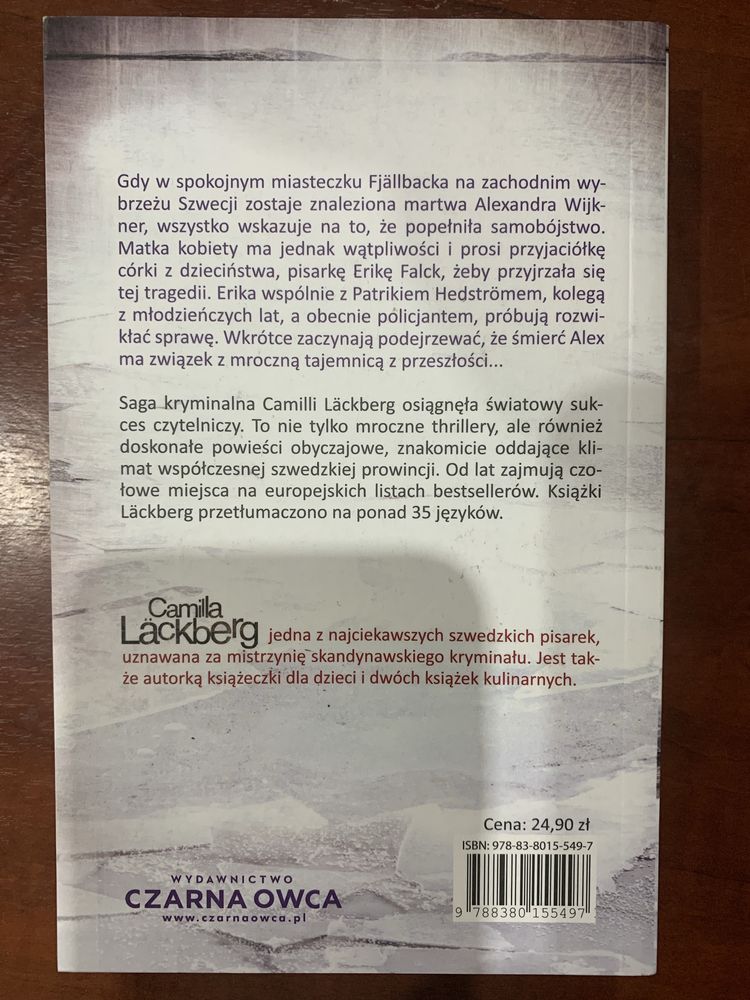 Gdy w spokojnym miasteczku Fjällbacka na zachodnim wy-
brzeżu Szwecji zostaje znaleziona martwa Alexandra Wijk-
ner, wszystko wskazuje na to, że popełniła samobójstwo.
Matka kobiety ma jednak wątpliwości i prosi przyjaciółkę
córki z dzieciństwa, pisarkę Erikę Falck, żeby przyjrzała się
tej tragedii. Erika wspólnie z Patrikiem Hedströmem, kolegą
z młodzieńczych lat, a obecnie policjantem, próbują rozwi-
kłać sprawę. Wkrótce zaczynają podejrzewać, że śmierć Alex
ma związek z mroczną tajemnicą z przeszłości...
Saga kryminalna Camilli Läckberg osiągnęła światowy suk-
ces czytelniczy. To nie tylko mroczne thrillery, ale również
doskonałe powieści obyczajowe, znakomicie oddające kli-
mat współczesnej szwedzkiej prowincji. Od lat zajmują czo-
łowe miejsca na europejskich listach bestsellerów. Książki
Läckberg przetłumaczono na ponad 35 języków.
Camilla
Läckberg jedna z najciekawszych szwedzkich pisarek,
uznawana za mistrzynię skandynawskiego kryminału. Jest tak-
że autorką książeczki dla dzieci i dwóch książek kulinarnych.
Cena: 24,90 zł
ISBN: 978-83-8015-549-7
9 788380 155497
WYDAWNICTWO
CZARNA OWCA
www.czarnaowca.pl